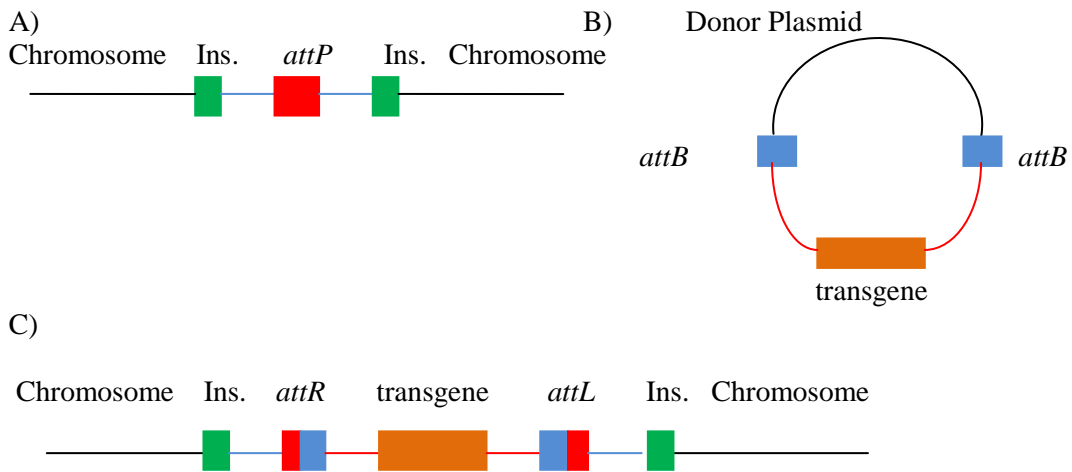 A)
Chromosome Ins. attP Ins. Chromosome
B) Donor Plasmid
attB attB
transgene
C)
Chromosome Ins. attR transgene attL Ins. Chromosome